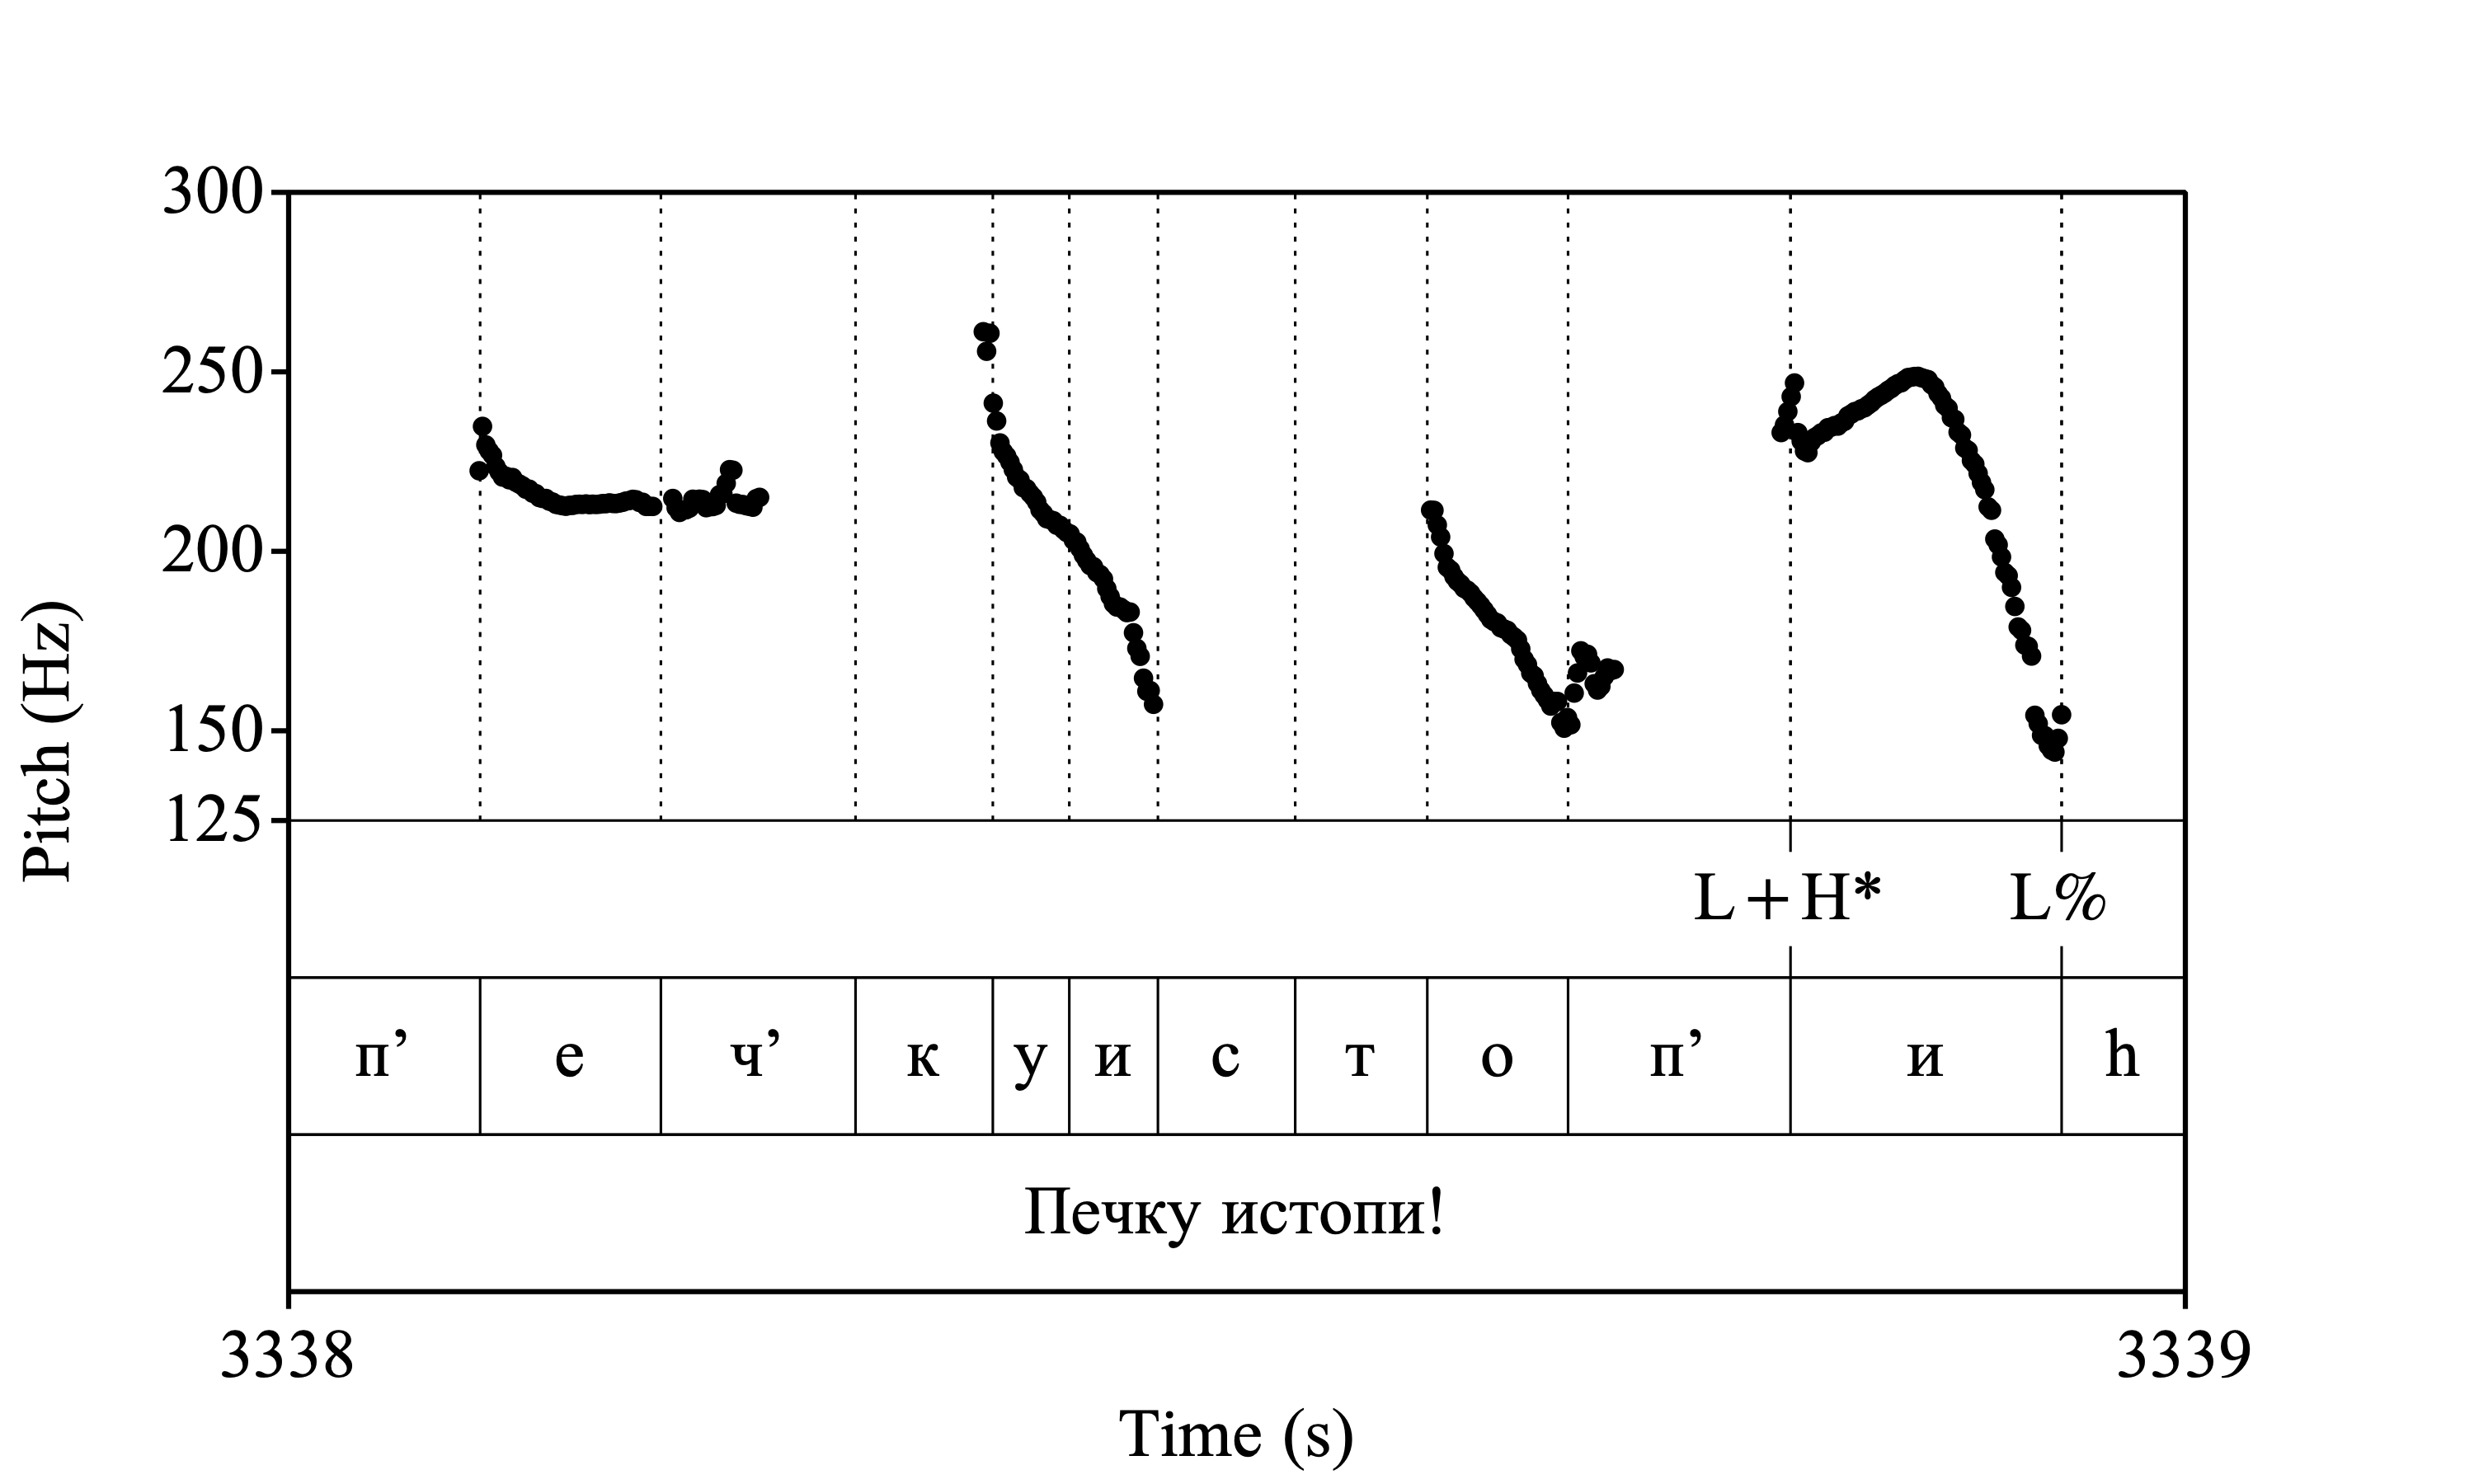 300
250
200
150
125
Pitch (Hz)
L+H* L%
п’ е ч’ к у и с т о п’ и h
Печку истопи!
3338 3339
Time (s)